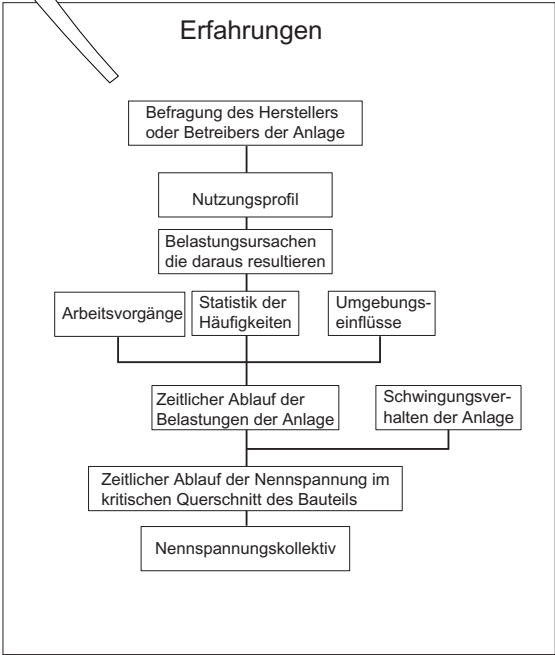 Erfahrungen
Befragung des Herstellers
oder Betreibers der Anlage
Nutzungsprofil
Belastungsursachen
die daraus resultieren
Arbeitsvorgänge
Statistik der
Häufigkeiten
Umgebungs-
einflüsse
Zeitlicher Ablauf der
Belastungen der Anlage
Schwingungsver-
halten der Anlage
Zeitlicher Ablauf der Nennspannung im
kritischen Querschnitt des Bauteils
Nennspannungskollektiv